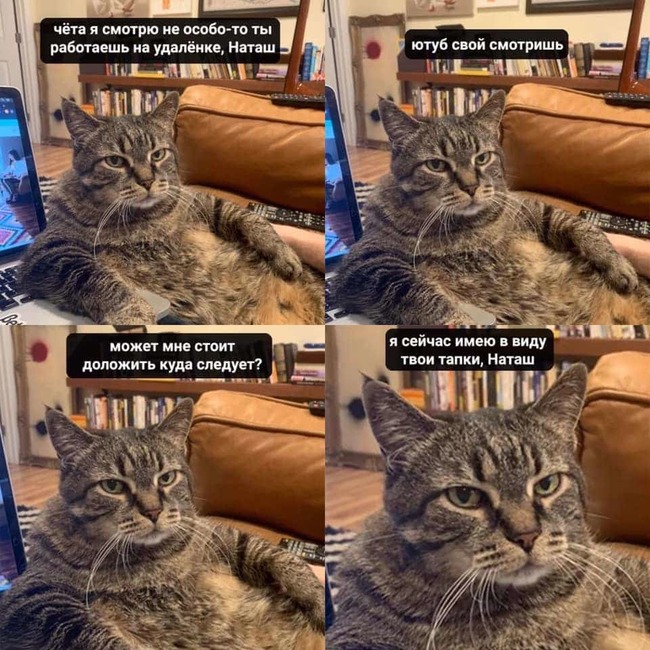 чёта я смотрю не особо-то ты
работаешь на удалёнке, Наташ
ютуб свой смотришь
может мне стоит
доложить куда следует?
я сейчас имею в виду
твои тапки, Наташ